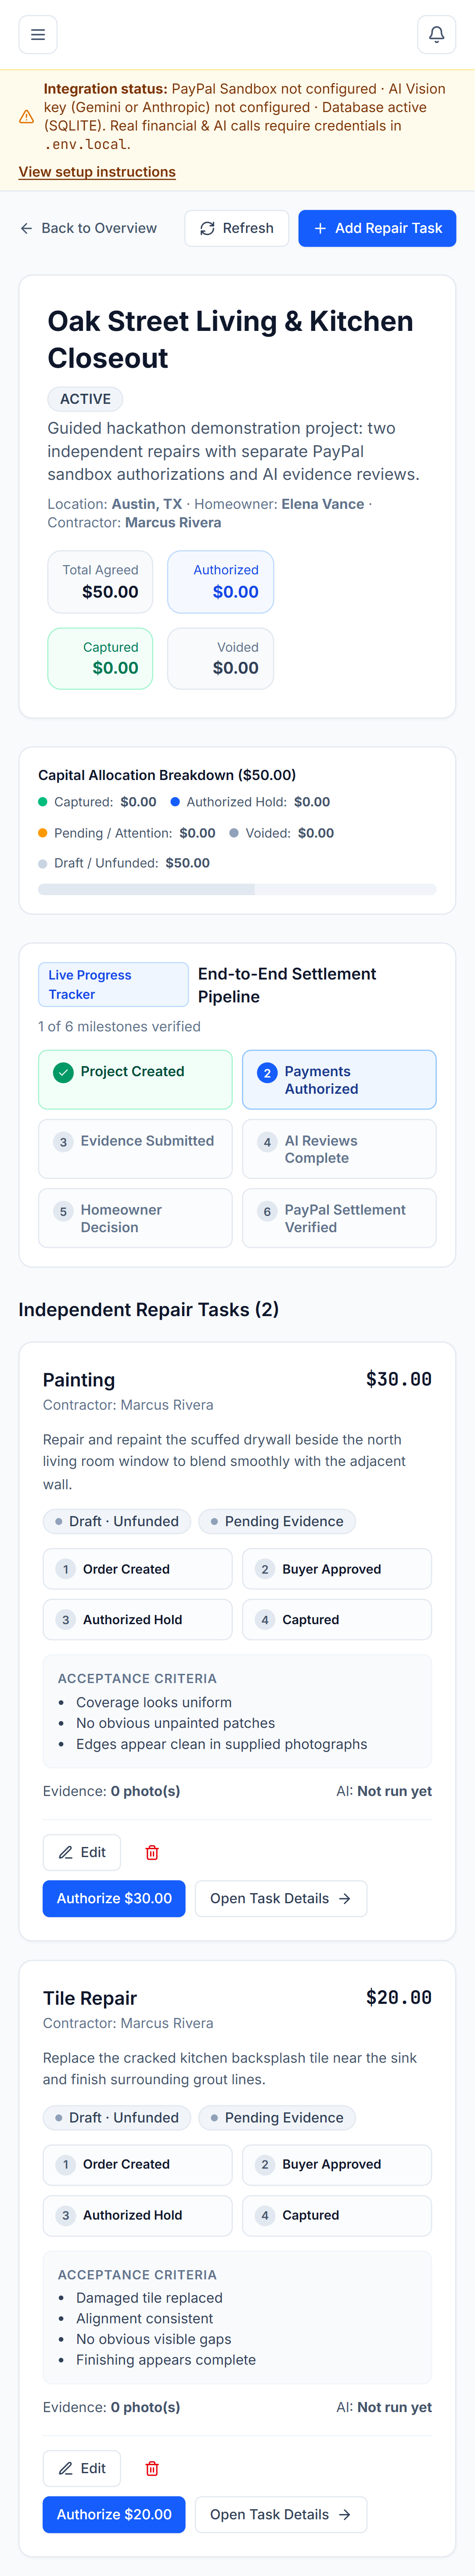 Integration status: PayPal Sandbox not configured · AI Vision
key (Gemini or Anthropic) not configured · Database active
(SQLITE). Real financial & AI calls require credentials in
.env.local.
View setup instructions
Back to Overview
Refresh
Add Repair Task
Oak Street Living & Kitchen
Closeout
ACTIVE
Guided hackathon demonstration project: two
independent repairs with separate PayPal
sandbox authorizations and AI evidence reviews.
Location: Austin, TX · Homeowner: Elena Vance ·
Contractor: Marcus Rivera
Total Agreed
$50.00
Authorized
$0.00
Captured
$0.00
Voided
$0.00
Capital Allocation Breakdown ($50.00)
Captured: $0.00
Authorized Hold: $0.00
Pending / Attention: $0.00
Voided: $0.00
Draft / Unfunded: $50.00
Live Progress
Tracker
End-to-End Settlement
Pipeline
1 of 6 milestones verified
Project Created
2 Payments
Authorized
3 Evidence Submitted
4 AI Reviews
Complete
5 Homeowner
Decision
6 PayPal Settlement
Verified
Independent Repair Tasks (2)
Painting
$30.00
Contractor: Marcus Rivera
Repair and repaint the scuffed drywall beside the north
living room window to blend smoothly with the adjacent
wall.
Draft · Unfunded
Pending Evidence
1 Order Created
2 Buyer Approved
3 Authorized Hold
4 Captured
ACCEPTANCE CRITERIA
• Coverage looks uniform
• No obvious unpainted patches
• Edges appear clean in supplied photographs
Evidence: 0 photo(s)
AI: Not run yet
Edit
Authorize $30.00
Open Task Details
Tile Repair
$20.00
Contractor: Marcus Rivera
Replace the cracked kitchen backsplash tile near the sink
and finish surrounding grout lines.
Draft · Unfunded
Pending Evidence
1 Order Created
2 Buyer Approved
3 Authorized Hold
4 Captured
ACCEPTANCE CRITERIA
• Damaged tile replaced
• Alignment consistent
• No obvious visible gaps
• Finishing appears complete
Evidence: 0 photo(s)
AI: Not run yet
Edit
Authorize $20.00
Open Task Details